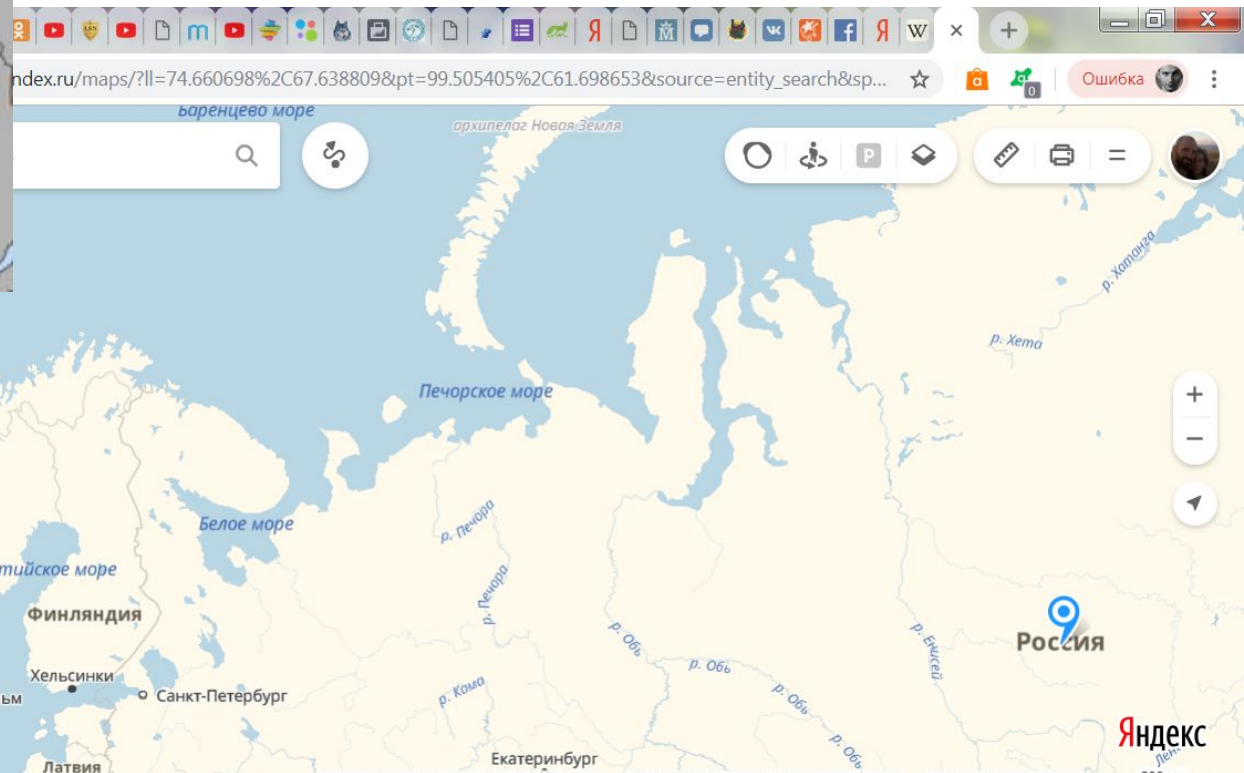 ndex.ru/maps/?ll=74.660698%2C67.638809&pt=99.505405%2C61.698653&source=entity_search&sp...
Ошибка
0
Баренцево море
архипелаг Новая Земля
P
р. Хатанга
р. Хета
Печорское море
р. Печора
Белое море
тийское море
р. Печора
Финляндия
р. Обь
р. Енисей
Россия
Хельсинки
р. Обь
ьм
Санкт-Петербург
р. Кама
р. Обь
Яндекс
р. Обь
Екатеринбург
Латвия